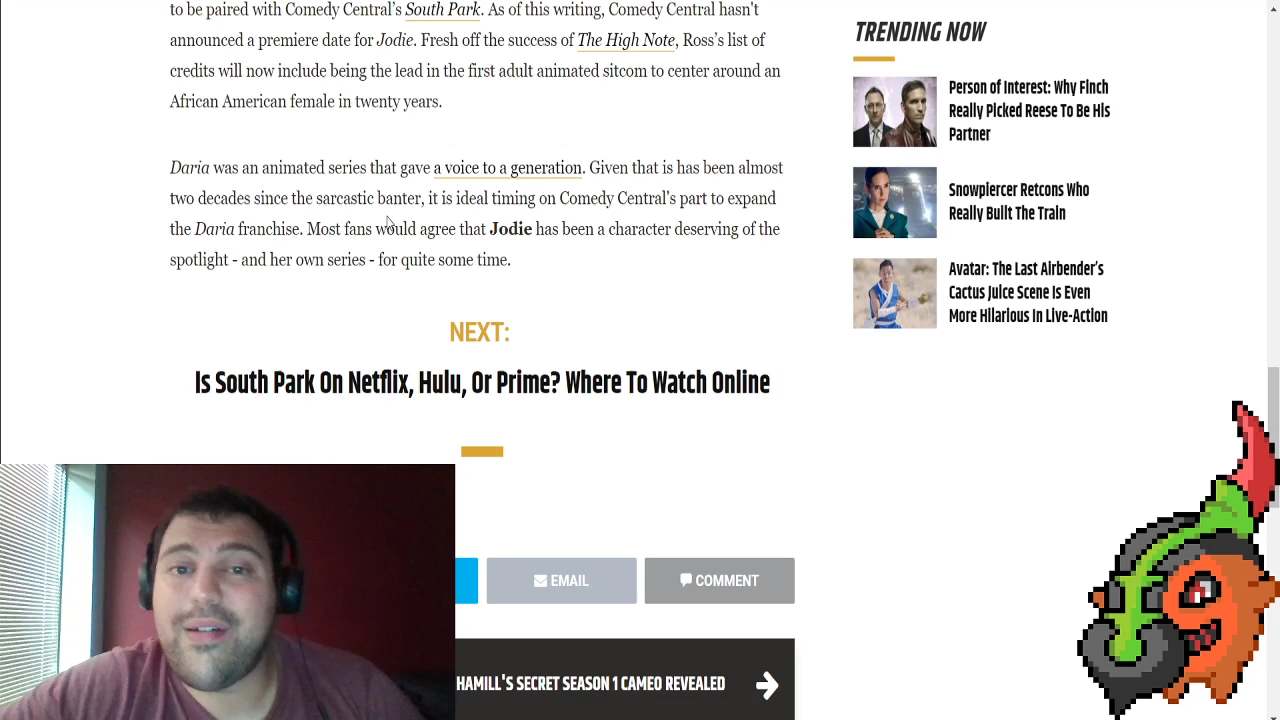 to be paired with Comedy Central's South Park. As of this writing, Comedy Central hasn't
announced a premiere date for Jodie. Fresh off the success of The High Note, Ross's list of
credits will now include being the lead in the first adult animated sitcom to center around an
African American female in twenty years.
Daria was an animated series that gave a voice to a generation. Given that is has been almost
two decades since the sarcastic banter, it is ideal timing on Comedy Central's part to expand
the Daria franchise. Most fans would agree that Jodie has been a character deserving of the
spotlight - and her own series - for quite some time.
NEXT:
Is South Park On Netflix, Hulu, Or Prime? Where To Watch Online
EMAIL
COMMENT
HAMILL'S SECRET SEASON 1 CAMEO REVEALED
TRENDING NOW
Person of Interest: Why Finch
Really Picked Reese To Be His
Partner
Snowpiercer Retcons Who
Really Built The Train
Avatar: The Last Airbender's
Cactus Juice Scene Is Even
More Hilarious In Live-Action